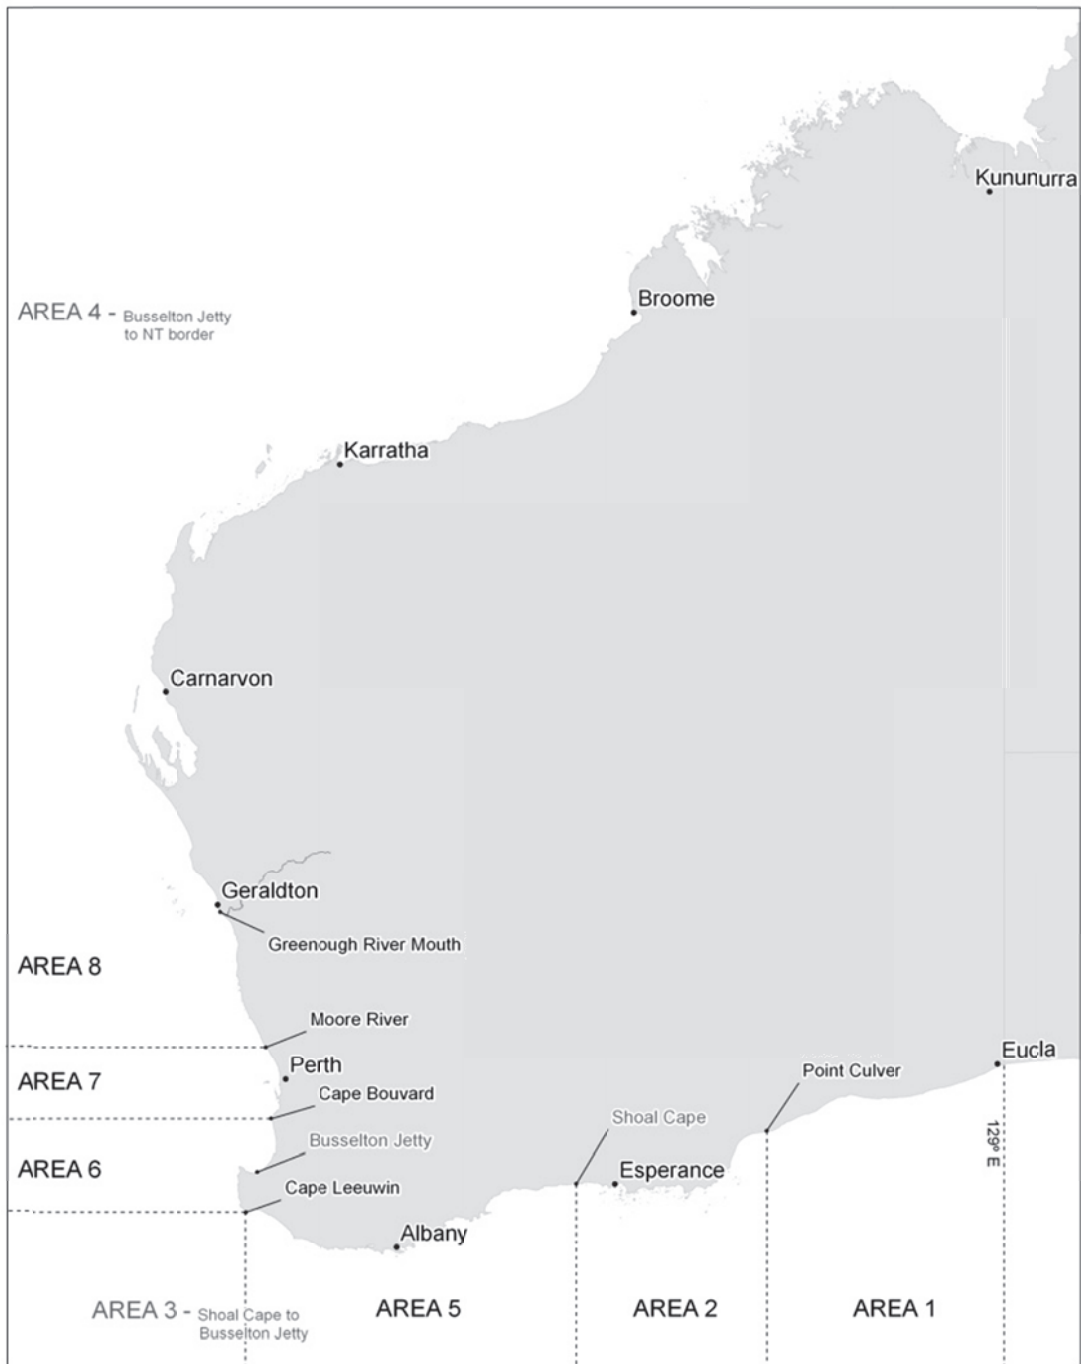 Kununurra
Broome
AREA 4 - Busselton Jetty
to NT border
Karratha
Carnarvon
Geraldton
Greenough River Mouth
AREA 8
Moore River
Perth
Eucla
AREA 7
Point Culver
Cape Bouvard
Shoal Cape
129° E
Busselton Jetty
AREA 6
Esperance
Cape Leeuwin
Albany
AREA 3 - Shoal Cape to
Busselton Jetty
AREA 5
AREA 2
AREA 1